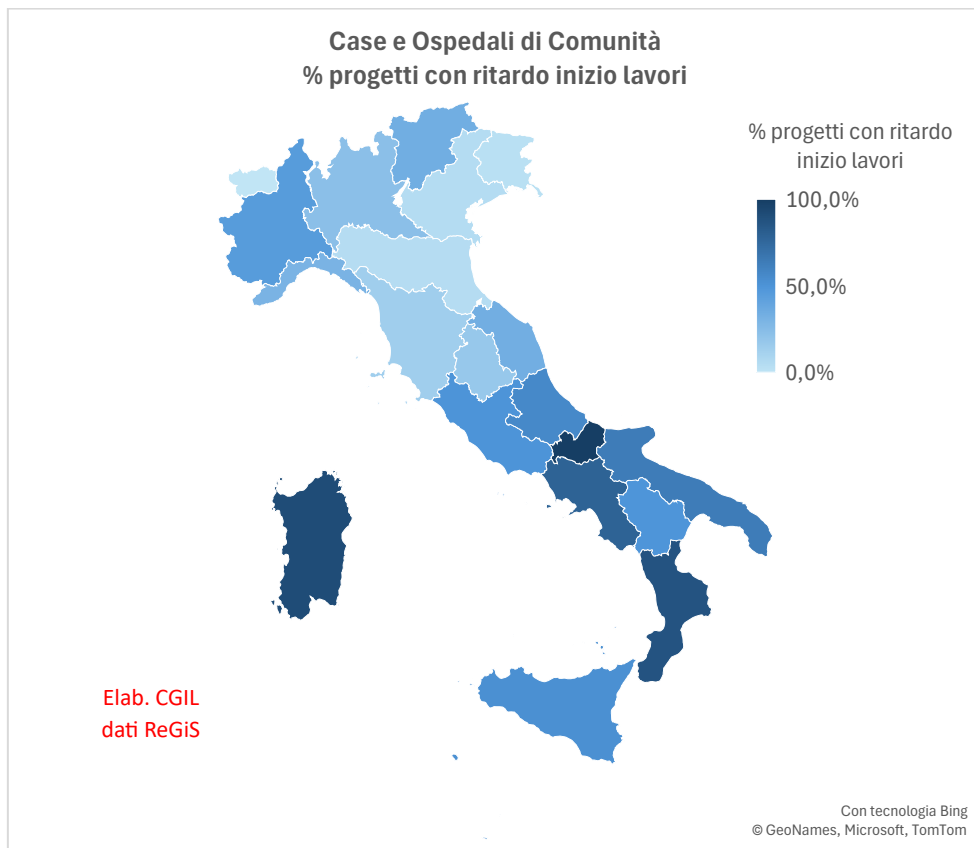 Case e Ospedali di Comunità
% progetti con ritardo inizio lavori
% progetti con ritardo
inizio lavori
100,0%
50,0%
0,0%
Elab. CGIL
dati ReGiS
Con tecnologia Bing
© GeoNames, Microsoft, TomTom